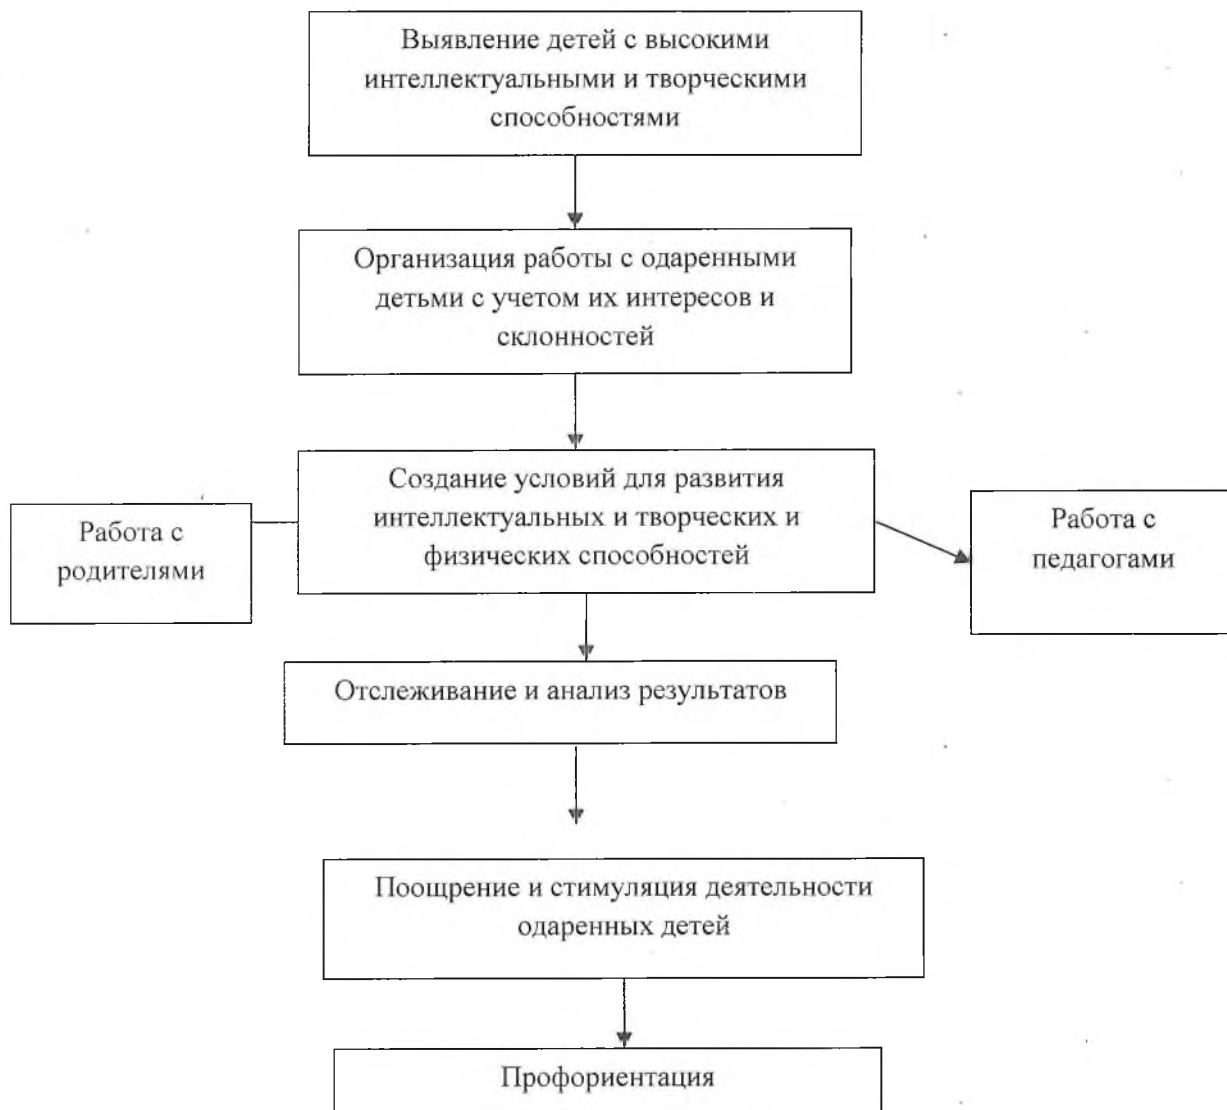 Выявление детей с высокими
интеллектуальными и творческими
способностями
Организация работы с одаренными
детьми с учетом их интересов и
склонностей
Создание условий для развития
интеллектуальных и творческих и
физических способностей
Работа с
родителями
Работа с
педагогами
Отслеживание и анализ результатов
Поощрение и стимуляция деятельности
одаренных детей
Профориентация